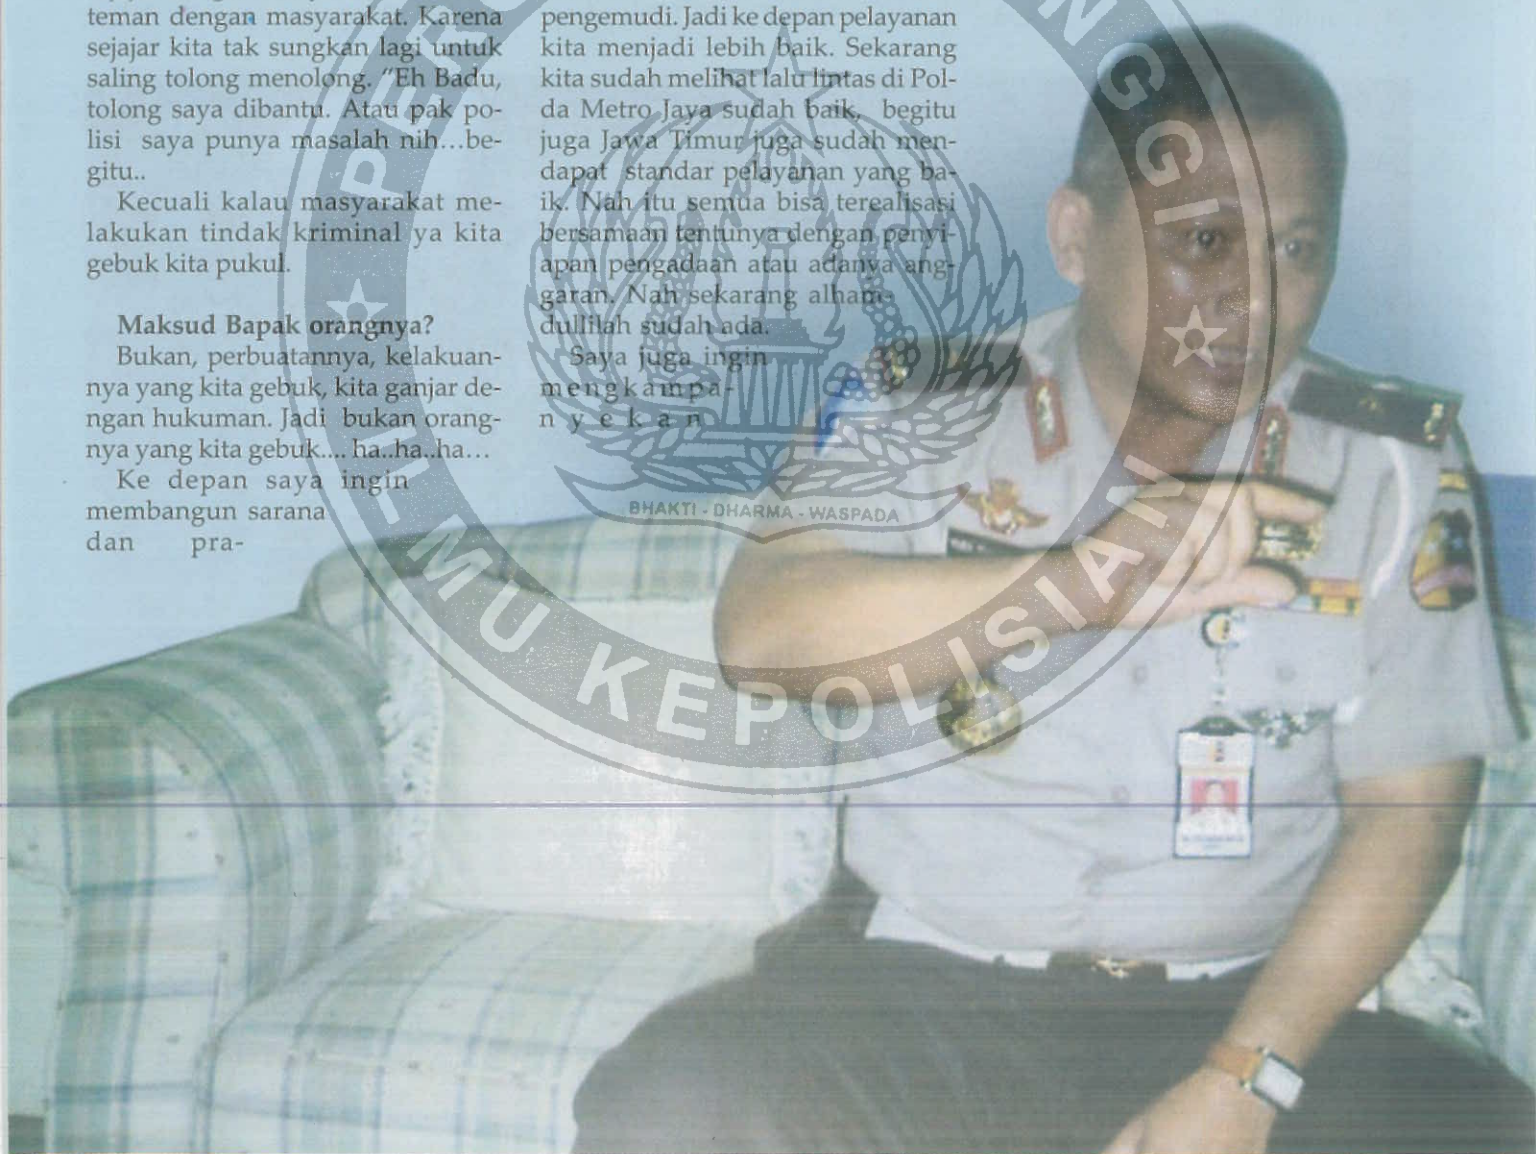 teman dengan masyarakat. Karena
sejajar kita tak sungkan lagi untuk
saling tolong menolong. "Eh Badu,
tolong saya dibantu. Atau pak po-
lisi saya punya masalah nih...be-
gitu..
Kecuali kalau masyarakat me-
lakukan tindak kriminal ya kita
gebuk kita pukul.
Maksud Bapak orangnya?
Bukan, perbuatannya, kelakuan-
nya yang kita gebuk, kita ganjar de-
ngan hukuman. Jadi bukan orang-
nya yang kita gebuk.... ha..ha..ha...
Ke depan saya ingin
membangun sarana
dan pra-
pengemudi. Jadi ke depan pelayanan
kita menjadi lebih baik. Sekarang
kita sudah melihat lalu lintas di Pol-
da Metro Jaya sudah baik, begitu
juga Jawa Timur juga sudah men-
dapat standar pelayanan yang ba-
ik. Nah itu semua bisa terealisasi
bersamaan tentunya dengan penyi-
apan pengadaan atau adanya ang-
garan. Nah sekarang alham-
dullilah sudah ada.
Saya juga ingin
mengkampa-
nyekan
BHAKTI - DHARMA - WASPADA
ILMU KEPOLISIAN